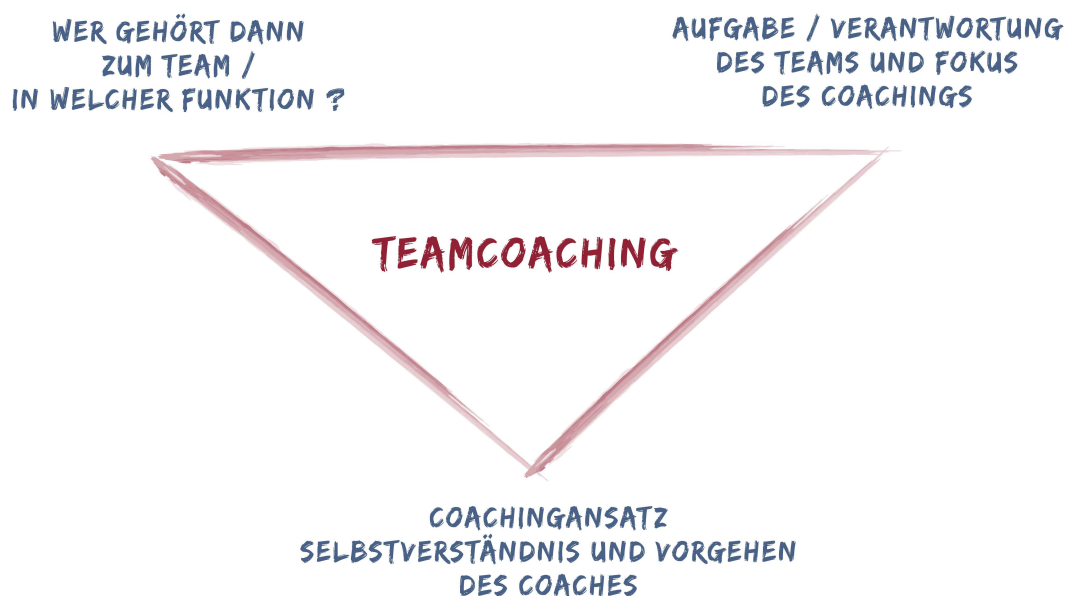 WER GEHÖRT DANN
ZUM TEAM /
IN WELCHER FUNKTION ?
AUFGABE / VERANTWORTUNG
DES TEAMS UND FOKUS
DES COACHINGS
TEAMCOACHING
COACHINGANSATZ
SELBSTVERSTÄNDNIS UND VORGEHEN
DES COACHES